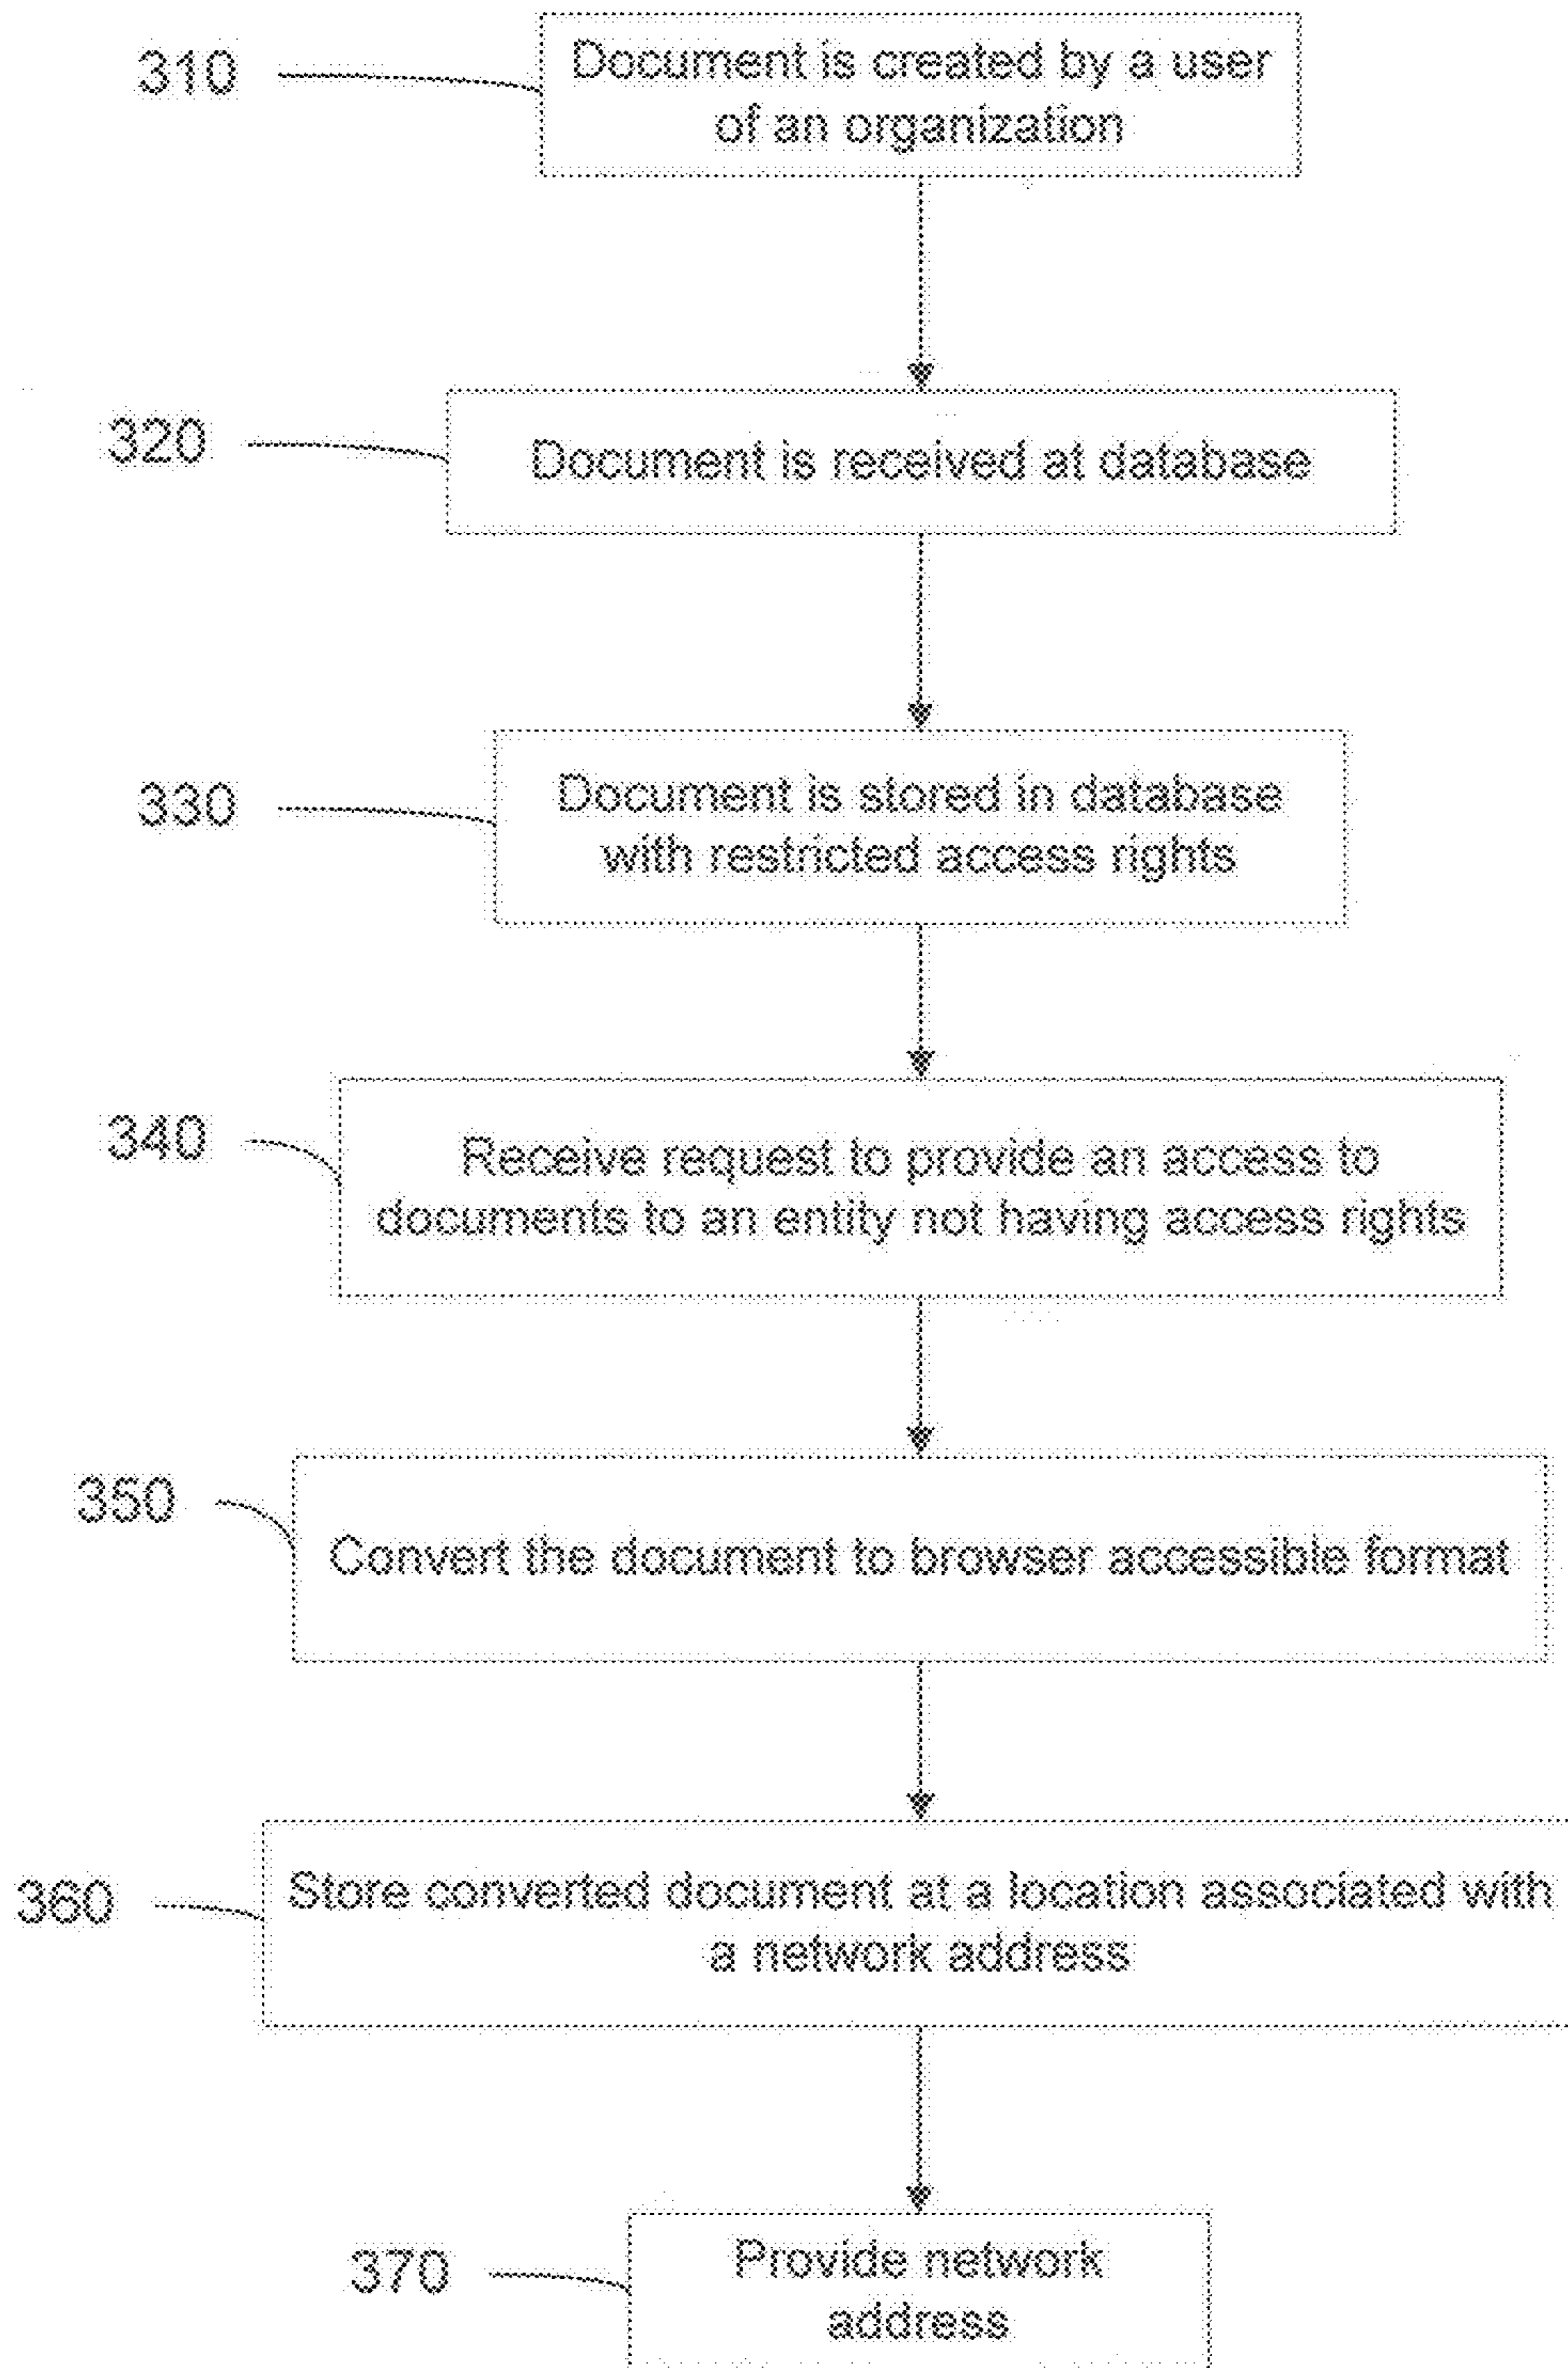 310
Document is created by a user
of an organization
320
Document is received at database
330
Document is stored in database
with restricted access rights
340
Receive request to provide an access to
documents to an entity not having access rights
350
Convert the document to browser accessible format
360
Store converted document at a location associated with
a network address
370
Provide network
address